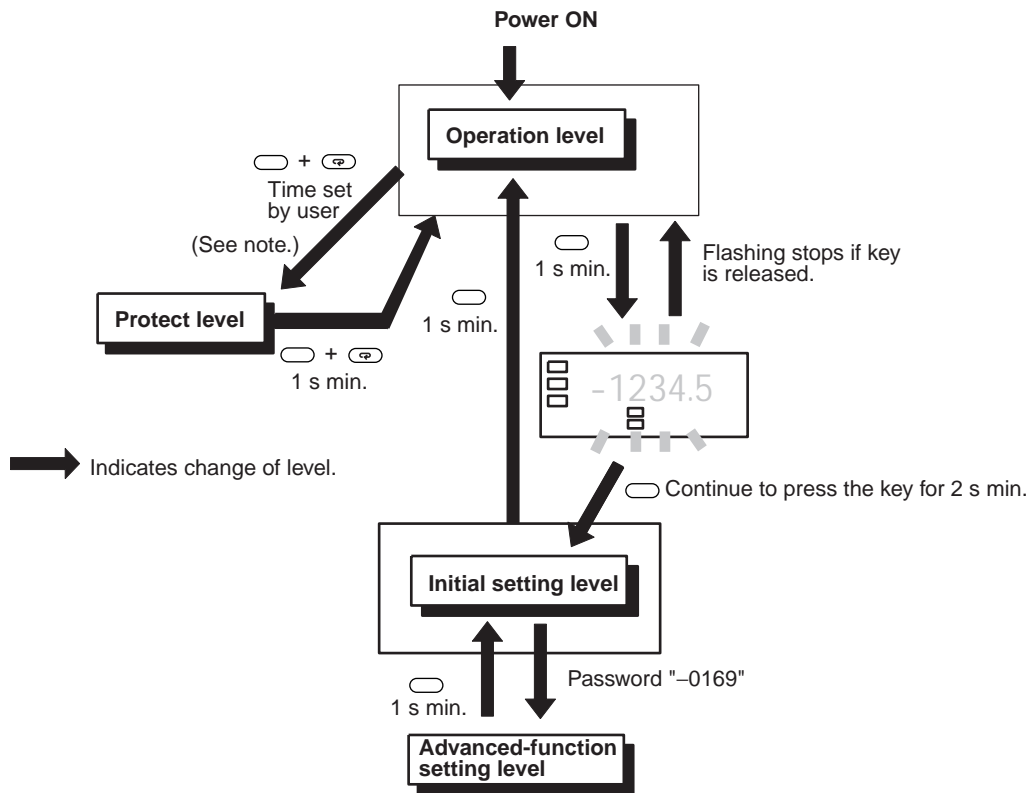 Power ON
Operation level
+
Time set
by user
(See note.)
1 s min.
Flashing stops if key
is released.
Protect level
1 s min.
+
1 s min.
-1234.5
Indicates change of level.
Continue to press the key for 2 s min.
Initial setting level
Password "–0169"
1 s min.
Advanced-function
setting level